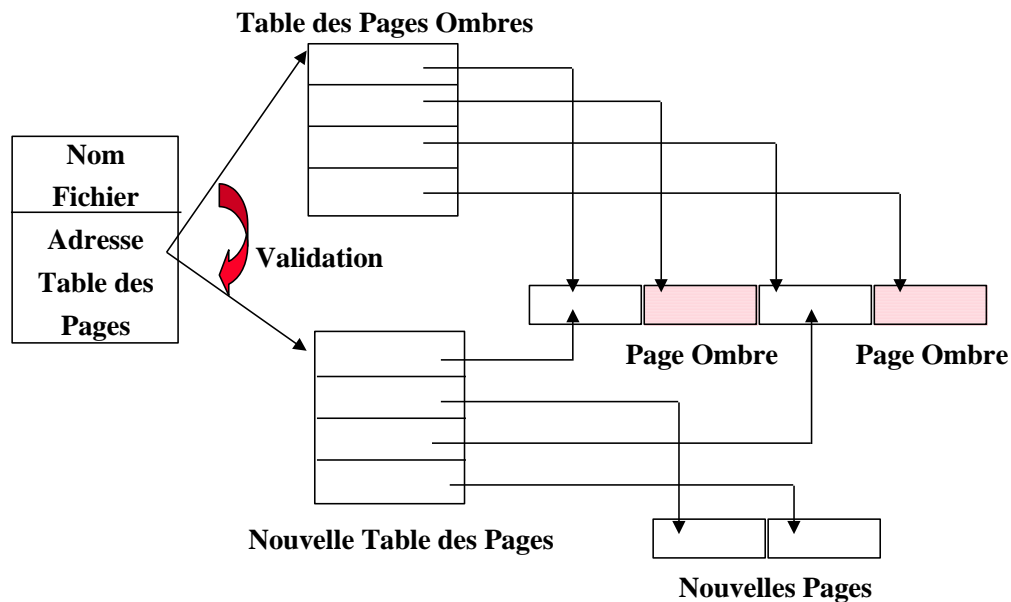 Table des Pages Ombres
Nom
Fichier
Adresse
Table des
Pages
Validation
Page Ombre
Page Ombre
Nouvelle Table des Pages
Nouvelles Pages